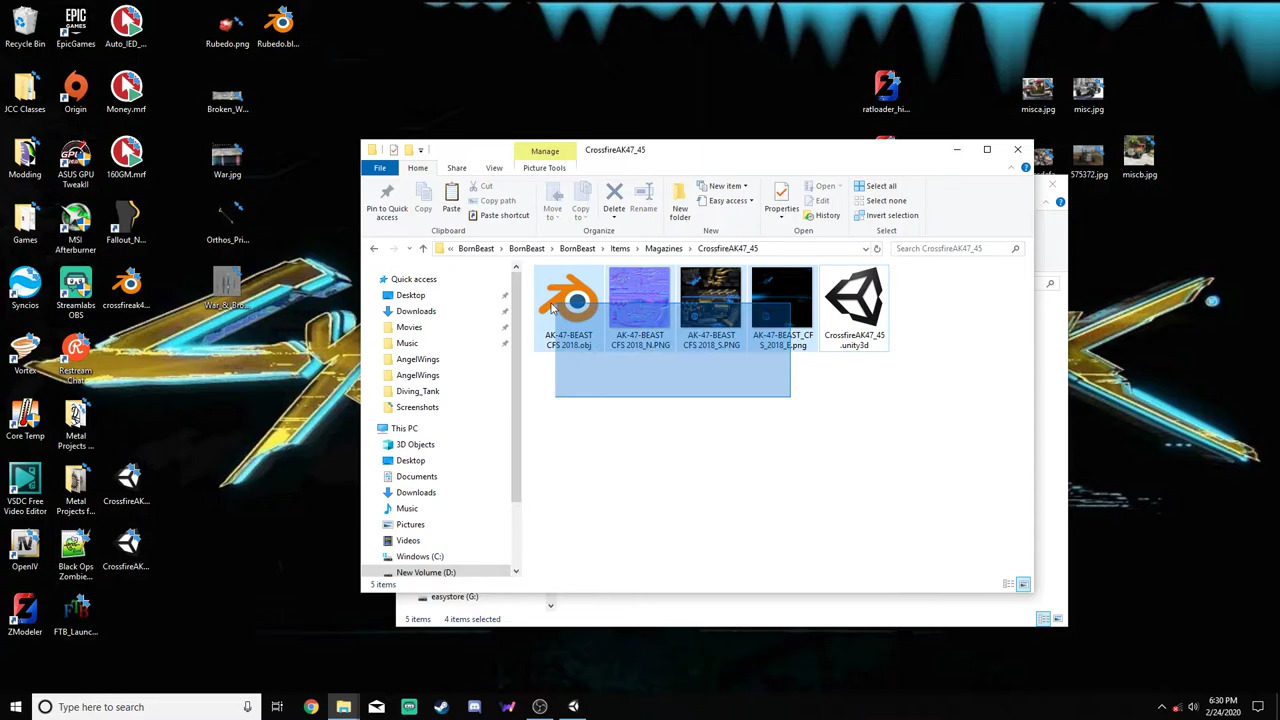 Recycle Bin
EpicGames
Auto_IED_...
Rubedo.png
Rubedo.bl...
JCC Classes
Origin
Money.mrf
Broken_W...
ratloader_hi...
misca.jpg
misc.jpg
Modding
ASUS GPU
TweakII
160GM.mrf
War.jpg
575372.jpg
miscb.jpg
Games
MSI
Afterburner
Fallout_N...
Orthos_Pri...
Syncios
Streamlabs
OBS
crossfireak4...
War_&_Bro...
Vortex
Restream
Chat
Core Temp
Metal
Projects ...
CrossfireAK...
VSDC Free
Video Editor
Metal
Projects f...
CrossfireAK...
OpenIV
Black Ops
Zombie...
CrossfireAK...
ZModeler
FTB_Launc...
Manage
CrossfireAK47_45
File
Home
Share
View
Picture Tools
Pin to Quick
access
Copy
Paste
Cut
Copy path
Paste shortcut
Clipboard
Move
to
Copy
to
Delete
Rename
Organize
New
folder
New item
Easy access
New
Properties
Open
Edit
History
Open
Select all
Select none
Invert selection
Select
« BornBeast > BornBeast > BornBeast > Items > Magazines > CrossfireAK47_45
Search CrossfireAK47_45
Quick access
Desktop
Downloads
Movies
Music
AngelWings
AngelWings
Diving_Tank
Screenshots
This PC
3D Objects
Desktop
Documents
Downloads
Music
Pictures
Videos
Windows (C:)
New Volume (D:)
AK-47-BEAST
CFS 2018.obj
AK-47-BEAST
CFS 2018_N.PNG
AK-47-BEAST
CFS 2018_S.PNG
AK-47-BEAST_CF
S_2018_E.png
CrossfireAK47_45
.unity3d
5 items
easystore (G:)
5 items
4 items selected
Type here to search
6:30 PM
2/24/2020